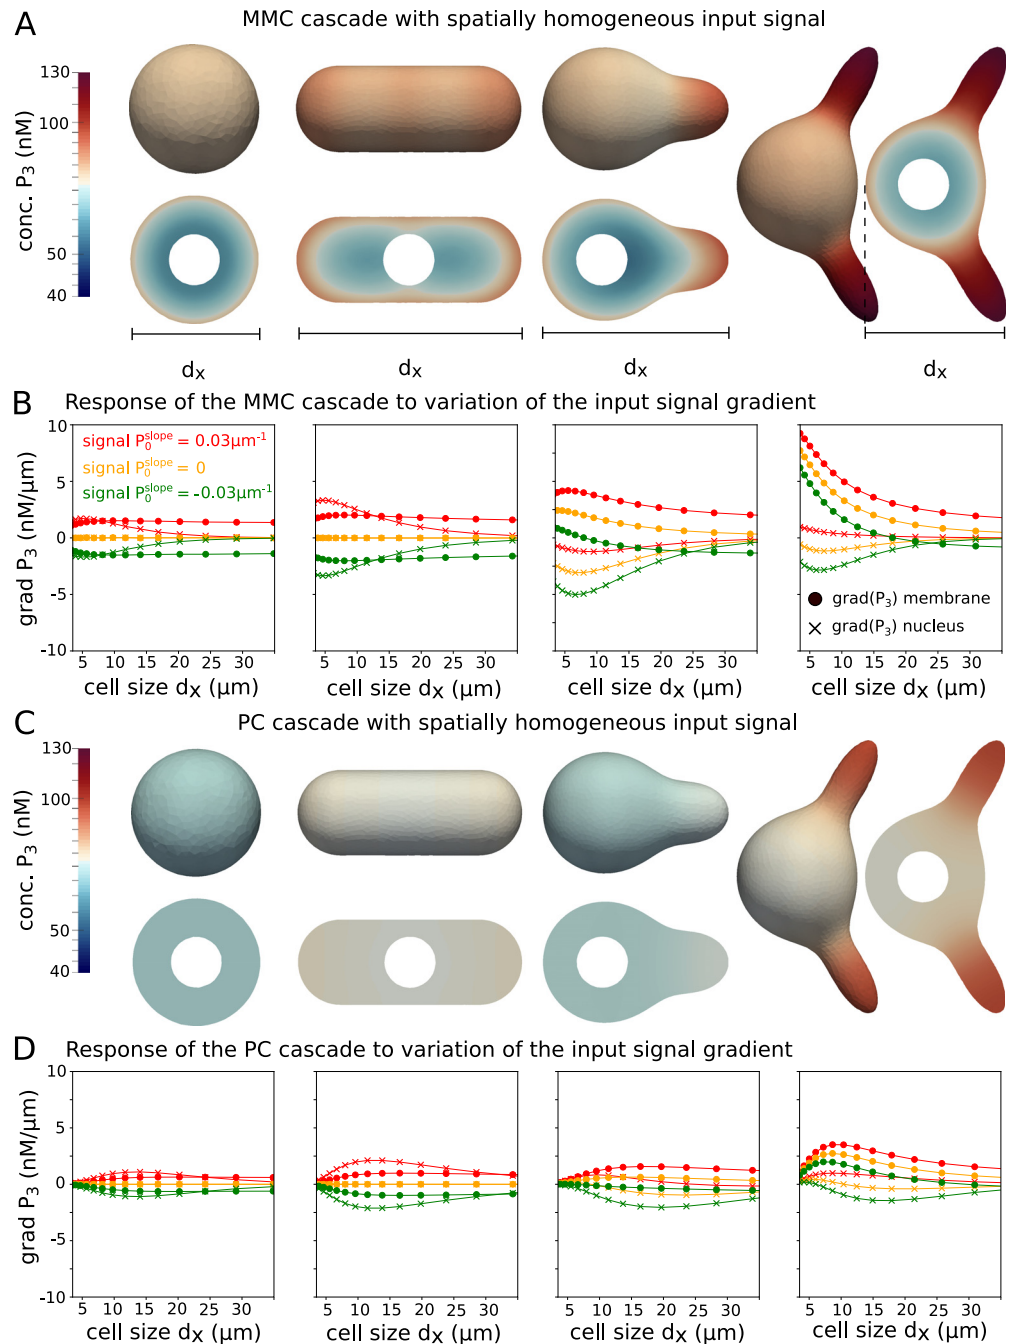 A
MMC cascade with spatially homogeneous input signal
conc. P₃ (nM)
130
100
50
40
dx dx dx dx
B Response of the MMC cascade to variation of the input signal gradient
grad P₃ (nM/μm)
10
5
0
-5
-10
signal P₀^slope = 0.03μm⁻¹
signal P₀^slope = 0
signal P₀^slope = -0.03μm⁻¹
grad(P₃) membrane
grad(P₃) nucleus
5 10 15 20 25 30 5 10 15 20 25 30 5 10 15 20 25 30 5 10 15 20 25 30
cell size dx (μm) cell size dx (μm) cell size dx (μm) cell size dx (μm)
C
PC cascade with spatially homogeneous input signal
conc. P₃ (nM)
130
100
50
40
D Response of the PC cascade to variation of the input signal gradient
grad P₃ (nM/μm)
10
5
0
-5
-10
5 10 15 20 25 30 5 10 15 20 25 30 5 10 15 20 25 30 5 10 15 20 25 30
cell size dx (μm) cell size dx (μm) cell size dx (μm) cell size dx (μm)